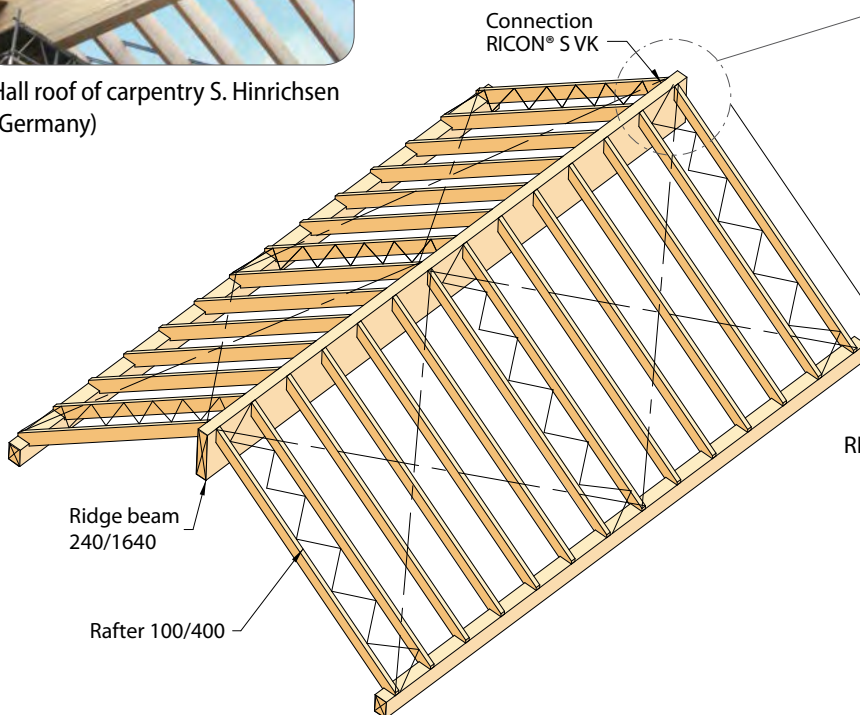 Connection
RICON® S VK
Hall roof of carpentry S. Hinrichsen
Germany)
Ridge beam
240/1640
Rafter 100/400